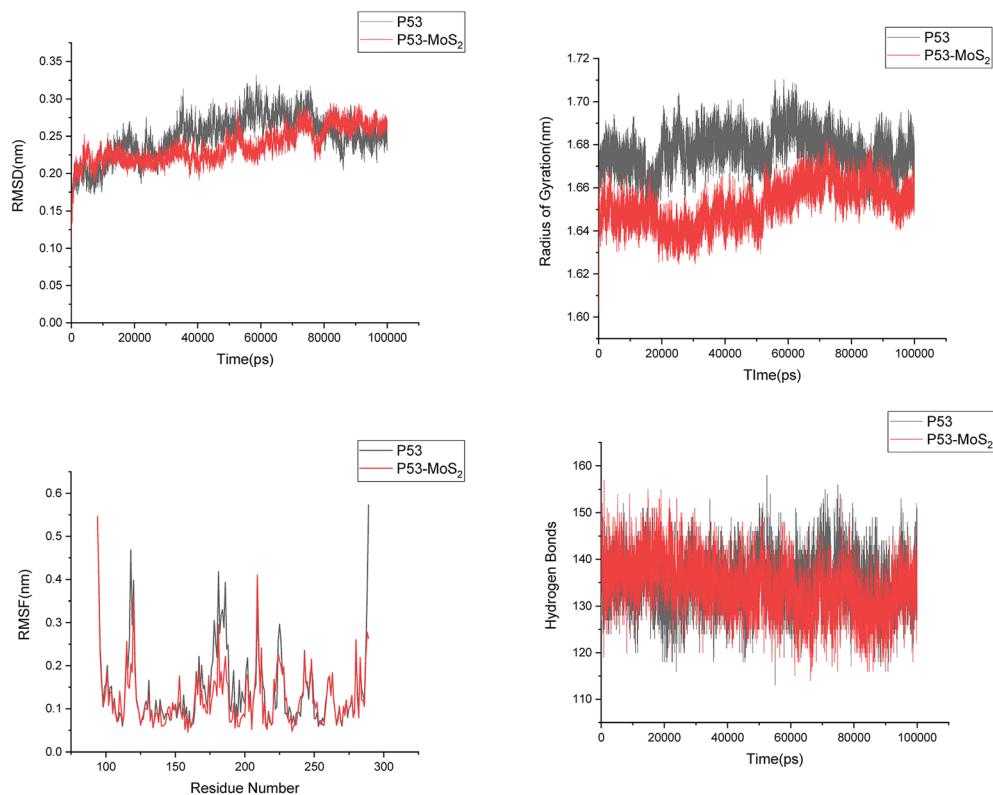 P53
P53-MoS₂
0.35
0.30
0.25
0.20
0.15
0.10
0.05
0.00
RMSD(nm)
0 20000 40000 60000 80000 100000
Time(ps)
P53
P53-MoS₂
1.72
1.70
1.68
1.66
1.64
1.62
1.60
Radius of Gyration(nm)
0 20000 40000 60000 80000 100000
TIme(ps)
P53
P53-MoS₂
0.6
0.5
0.4
0.3
0.2
0.1
0.0
RMSF(nm)
100 150 200 250 300
Residue Number
P53
P53-MoS₂
160
150
140
130
120
110
Hydrogen Bonds
0 20000 40000 60000 80000 100000
Time(ps)